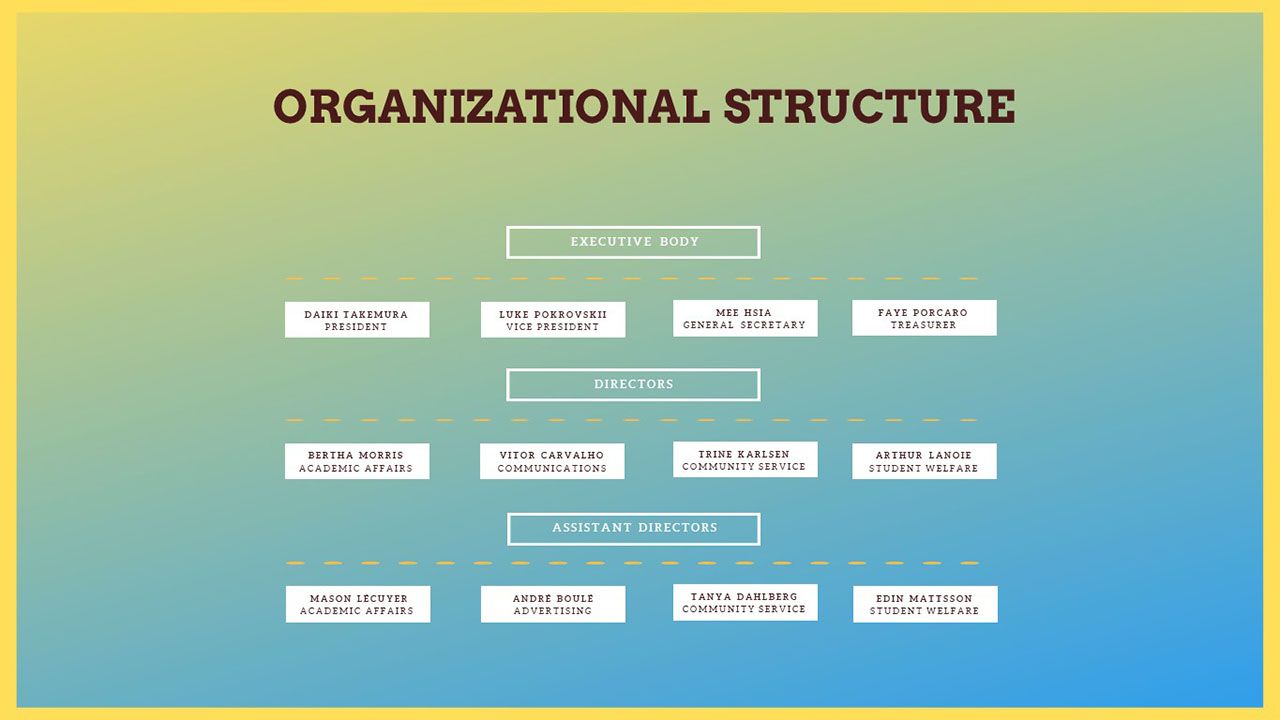 ORGANIZATIONAL STRUCTURE
EXECUTIVE BODY
DAIKI TAKEMURA
PRESIDENT
LUKE POKROVSKII
VICE PRESIDENT
MEE HSIA
GENERAL SECRETARY
FAYE PORCARO
TREASURER
DIRECTORS
BERTHA MORRIS
ACADEMIC AFFAIRS
VITOR CARVALHO
COMMUNICATIONS
TRINE KARLSEN
COMMUNITY SERVICE
ARTHUR LANOIE
STUDENT WELFARE
ASSISTANT DIRECTORS
MASON LÉCUYER
ACADEMIC AFFAIRS
ANDRÉ BOULÉ
ADVERTISING
TANYA DAHLBERG
COMMUNITY SERVICE
EDIN MATTSSON
STUDENT WELFARE